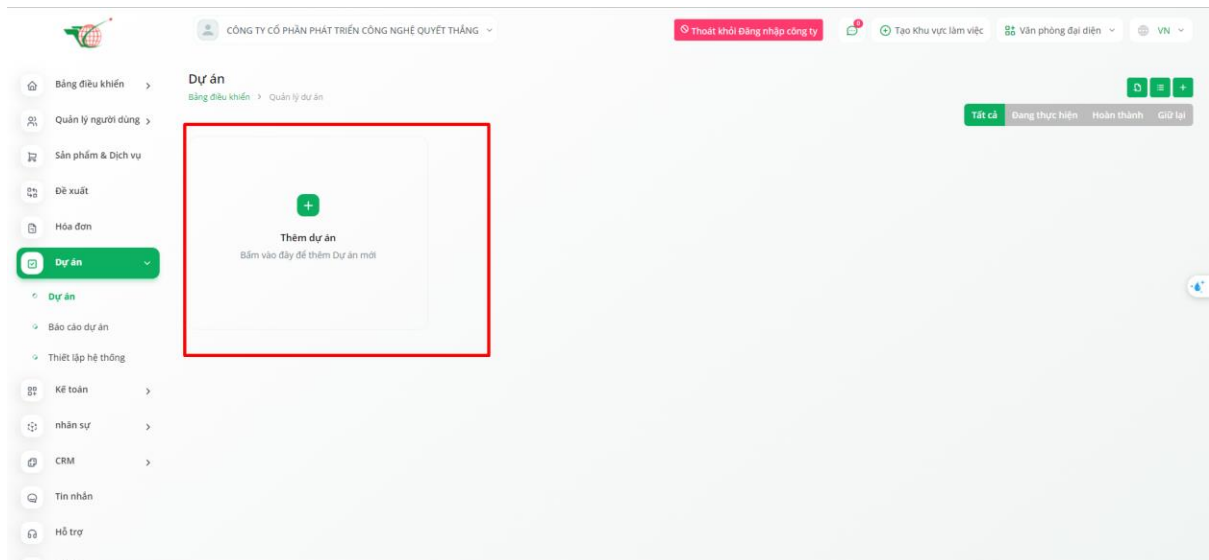 CÔNG TY CỔ PHẦN PHÁT TRIỂN CÔNG NGHỆ QUYẾT THẮNG
Thoát khỏi Đăng nhập công ty
0
Tạo Khu vực làm việc
Văn phòng đại diện
VN
Bảng điều khiển
Quản lý người dùng
Sản phẩm & Dịch vụ
Đề xuất
Hóa đơn
Dự án
Dự án
Báo cáo dự án
Thiết lập hệ thống
Kế toán
nhân sự
CRM
Tin nhắn
Hỗ trợ
Dự án
Bảng điều khiển > Quản lý dự án
Tất cả Đang thực hiện Hoàn thành Giữ lại
Thêm dự án
Bấm vào đây để thêm Dự án mới